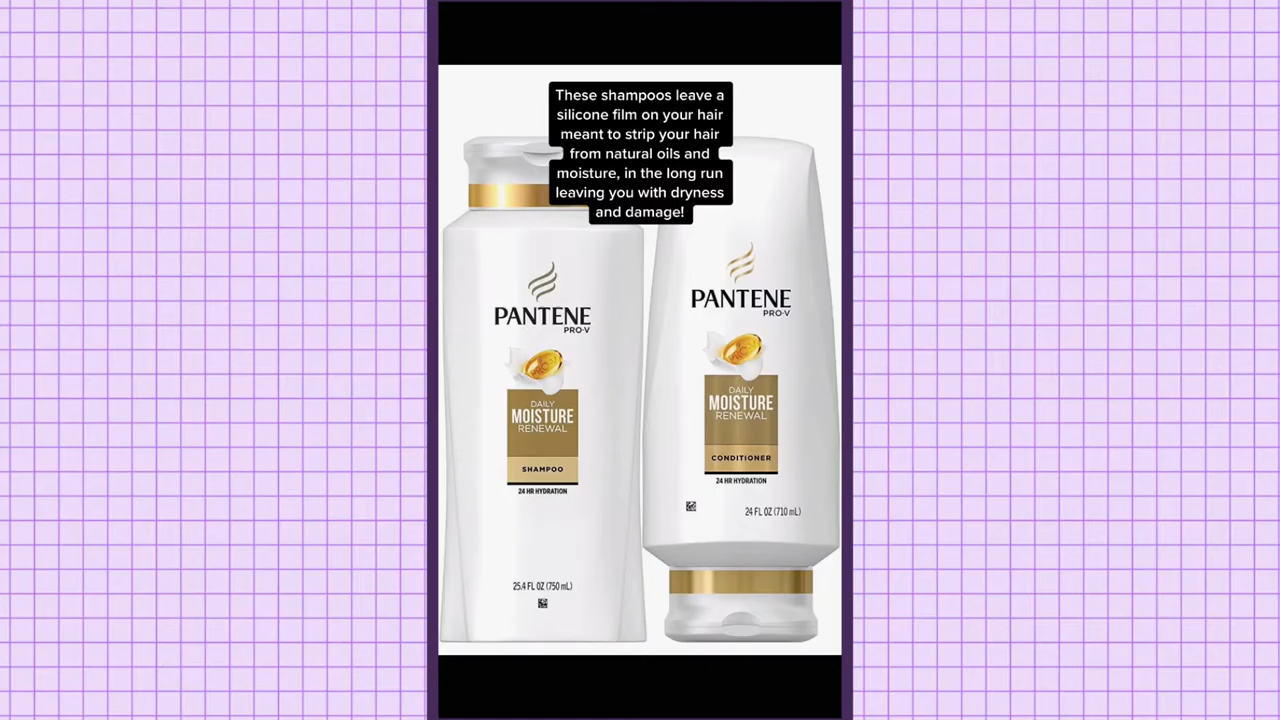 These shampoos leave a
silicone film on your hair
meant to strip your hair
from natural oils and
moisture, in the long run
leaving you with dryness
and damage!
PANTENE
PRO-V
DAILY
MOISTURE
RENEWAL
SHAMPOO
24 HR HYDRATION
25.4 FL OZ (750 mL)
PANTENE
PRO-V
DAILY
MOISTURE
RENEWAL
CONDITIONER
24 HR HYDRATION
24 FL OZ (710 mL)